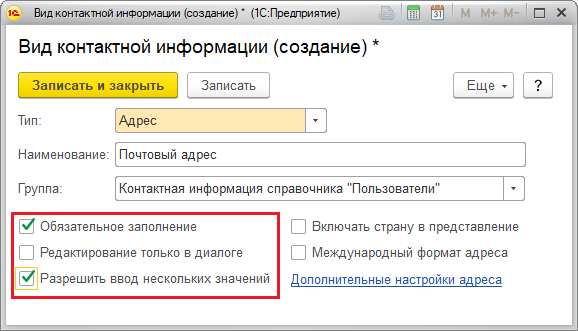 Вид контактной информации (создание) * (1С:Предприятие)
M M+ M-
Вид контактной информации (создание) *
Записать и закрыть
Записать
Еще
?
Тип:
Адрес
Наименование:
Почтовый адрес
Группа:
Контактная информация справочника "Пользователи"
Обязательное заполнение
Включать страну в представление
Редактирование только в диалоге
Международный формат адреса
Разрешить ввод нескольких значений
Дополнительные настройки адреса